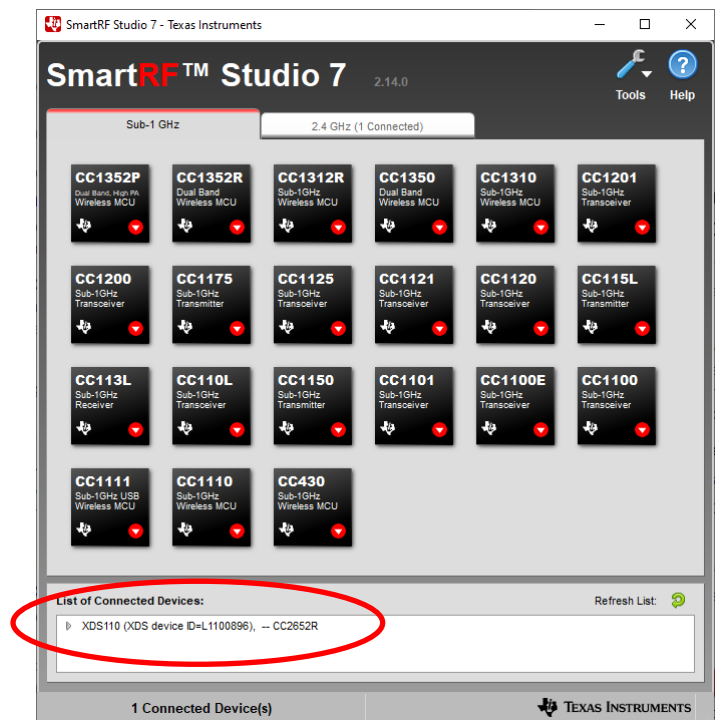 SmartRF Studio 7 - Texas Instruments
SmartRF™ Studio 7 2.14.0
Tools Help
Sub-1 GHz 2.4 GHz (1 Connected)
CC1352P CC1352R CC1312R CC1350 CC1310 CC1201
Dual Band, High PA Dual Band Sub-1GHz Dual Band Sub-1GHz Sub-1GHz
Wireless MCU Wireless MCU Wireless MCU Wireless MCU Wireless MCU Transceiver
CC1200 CC1175 CC1125 CC1121 CC1120 CC115L
Sub-1GHz Sub-1GHz Sub-1GHz Sub-1GHz Sub-1GHz Sub-1GHz
Transceiver Transmitter Transceiver Transceiver Transceiver Transmitter
CC113L CC110L CC1150 CC1101 CC1100E CC1100
Sub-1GHz Sub-1GHz Sub-1GHz Sub-1GHz Sub-1GHz Sub-1GHz
Receiver Transceiver Transmitter Transceiver Transceiver Transceiver
CC1111 CC1110 CC430
Sub-1GHz USB Sub-1GHz Sub-1GHz
Wireless MCU Wireless MCU Wireless MCU
List of Connected Devices: Refresh List:
XDS110 (XDS device ID=L1100896), -- CC2652R
1 Connected Device(s) TEXAS INSTRUMENTS